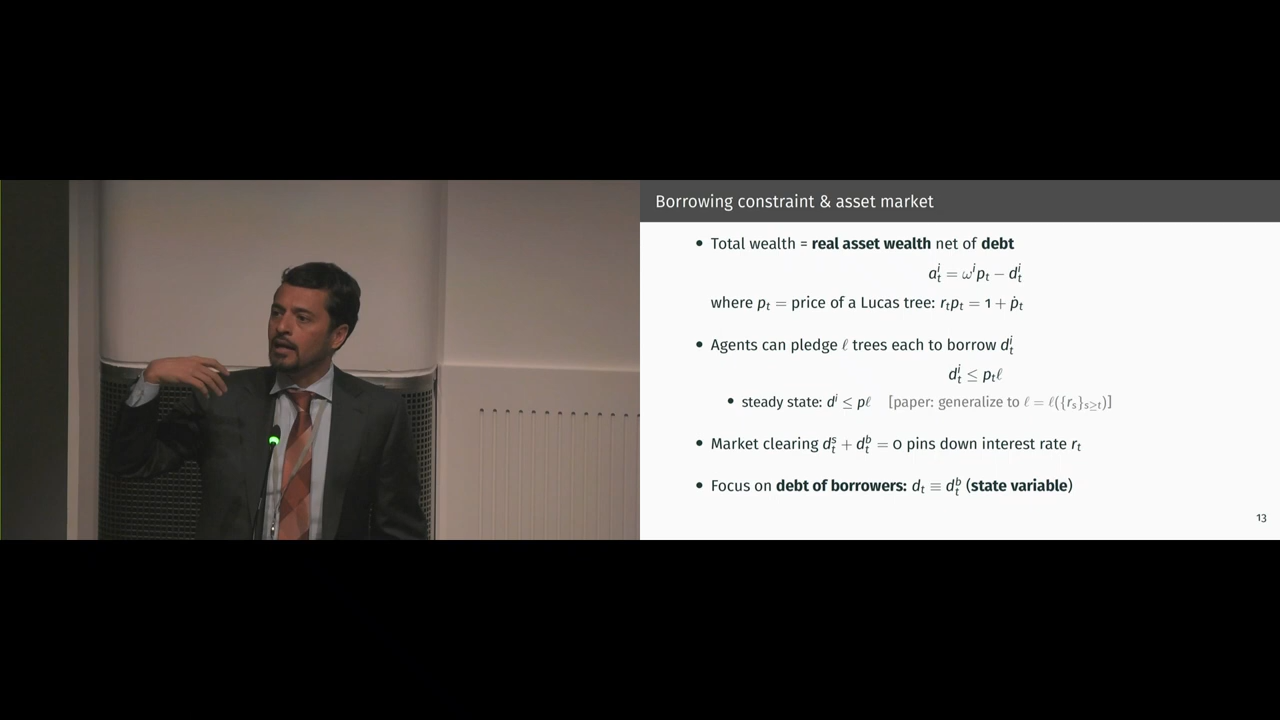 Borrowing constraint & asset market
• Total wealth = real asset wealth net of debt
aᵢₜ = ωⁱpₜ − dⁱₜ
where pₜ = price of a Lucas tree: rₜpₜ = 1 + ṗₜ
• Agents can pledge ℓ trees each to borrow dⁱₜ
dⁱₜ ≤ pₜℓ
• steady state: dⁱ ≤ pℓ [paper: generalize to ℓ = ℓ({rₛ}ₛ≥ₜ)]
• Market clearing dˢₜ + dᵇₜ = 0 pins down interest rate rₜ
• Focus on debt of borrowers: dₜ ≡ dᵇₜ (state variable)
13